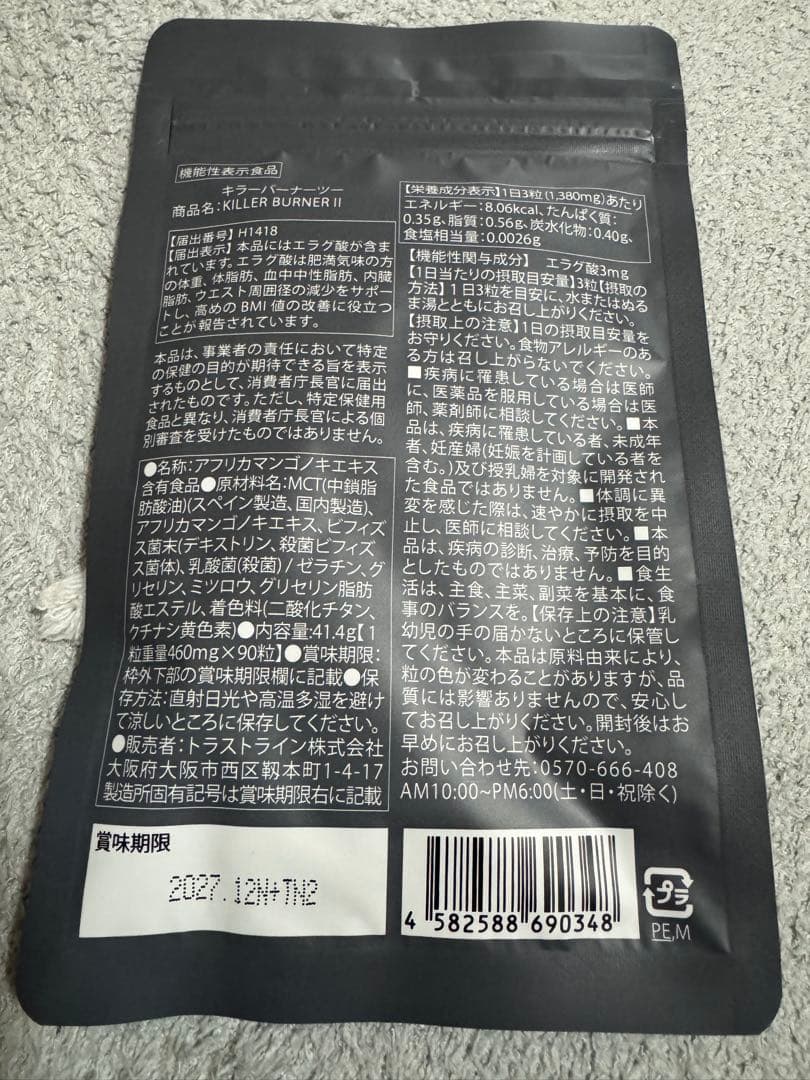 機能性表示食品
キラーバーナーツー
商品名:KILLER BURNER II
【届出番号】H1418
【届出表示】本品にはエラグ酸が含ま
れています。エラグ酸は肥満気味の方
の体重、体脂肪、血中中性脂肪、内臓
脂肪、ウエスト周囲径の減少をサポー
トし、高めのBMI値の改善に役立つ
ことが報告されています。
本品は、事業者の責任において特定
の保健の目的が期待できる旨を表示
するものとして、消費者庁長官に届出
されたものです。ただし、特定保健用
食品と異なり、消費者庁長官による個
別審査を受けたものではありません。
●名称:アフリカマンゴノキエキス
含有食品●原材料名:MCT(中鎖脂
肪酸油)(スペイン製造、国内製造)、
アフリカマンゴノキエキス、ビフィズ
ス菌末(デキストリン、殺菌ビフィズ
ス菌体)、乳酸菌(殺菌)/ゼラチン、グ
リセリン、ミツロウ、グリセリン脂肪
酸エステル、着色料(二酸化チタン、
クチナシ黄色素)●内容量:41.4g【1
粒重量460mg×90粒】●賞味期限:
枠外下部の賞味期限欄に記載●保
存方法:直射日光や高温多湿を避け
て涼しいところに保存してください。
●販売者:トラストライン株式会社
大阪府大阪市西区靱本町1-4-17
製造所固有記号は賞味期限右に記載
【栄養成分表示】1日3粒(1,380mg)あたり
エネルギー:8.06kcal、たんぱく質:
0.35g、脂質:0.56g、炭水化物:0.40g、
食塩相当量:0.0026g
【機能性関与成分】 エラグ酸3mg
【1日当たりの摂取目安量】3粒【摂取の
方法】1日3粒を目安に、水またはぬる
ま湯とともにお召し上がりください。
【摂取上の注意】1日の摂取目安量を
お守りください。食物アレルギーのあ
る方は召し上がらないでください。
■疾病に罹患している場合は医師
に、医薬品を服用している場合は医
師、薬剤師に相談してください。■本
品は、疾病に罹患している者、未成年
者、妊産婦(妊娠を計画している者を
含む。)及び授乳婦を対象に開発され
た食品ではありません。■体調に異
変を感じた際は、速やかに摂取を中
止し、医師に相談してください。■本
品は、疾病の診断、治療、予防を目的
としたものではありません。■食生
活は、主食、主菜、副菜を基本に、食
事のバランスを。【保存上の注意】乳
幼児の手の届かないところに保管し
てください。本品は原料由来により、
粒の色が変わることがありますが、品
質には影響ありませんので、安心し
てお召し上がりください。開封後はお
早めにお召し上がりください。
お問い合わせ先:0570-666-408
AM10:00~PM6:00(土・日・祝除く)
賞味期限
2027.12N+TN2
4 582588 690348
プラ
PE,M